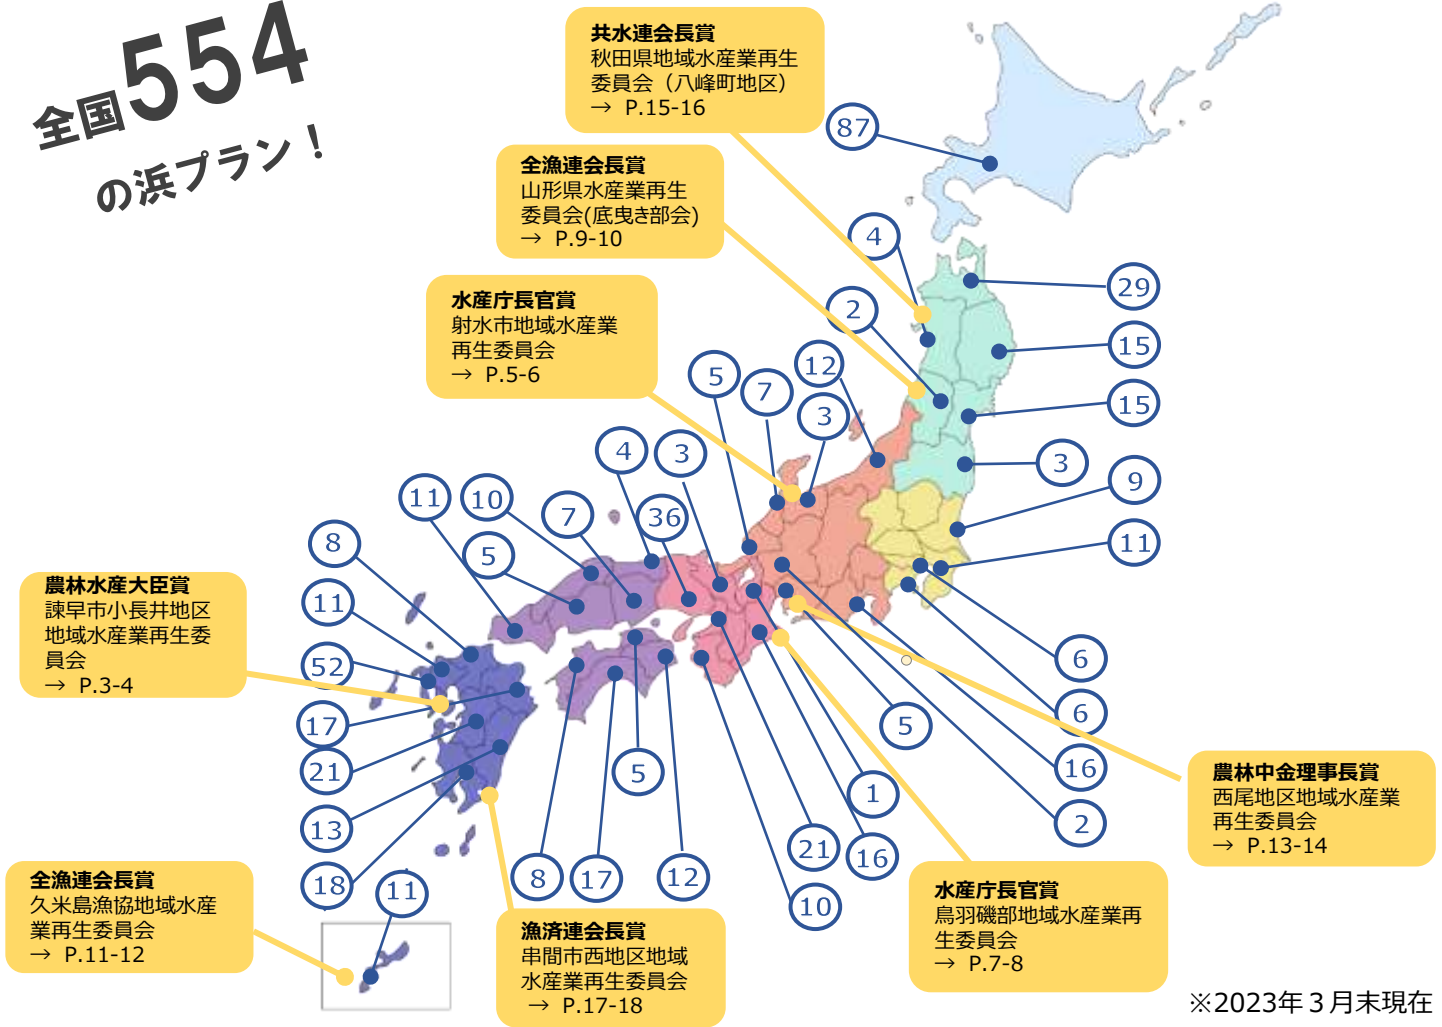 全国554
の浜プラン！
共水連会長賞
秋田県地域水産業再生
委員会（八峰町地区）
→ P.15-16
87
全漁連会長賞
山形県水産業再生
委員会(底曳き部会)
→ P.9-10
4
29
水産庁長官賞
射水市地域水産業
再生委員会
→ P.5-6
2
15
12
5
7
3
15
4
3
3
9
11
10
7
36
11
8
5
農林水産大臣賞
諫早市小長井地区
地域水産業再生委
員会
→ P.3-4
11
52
17
21
13
18
11
6
6
5
16
2
1
5
21
16
8
17
12
10
農林中金理事長賞
西尾地区地域水産業
再生委員会
→ P.13-14
全漁連会長賞
久米島漁協地域水産
業再生委員会
→ P.11-12
漁済連会長賞
串間市西地区地域
水産業再生委員会
→ P.17-18
水産庁長官賞
鳥羽磯部地域水産業再
生委員会
→ P.7-8
※2023年３月末現在